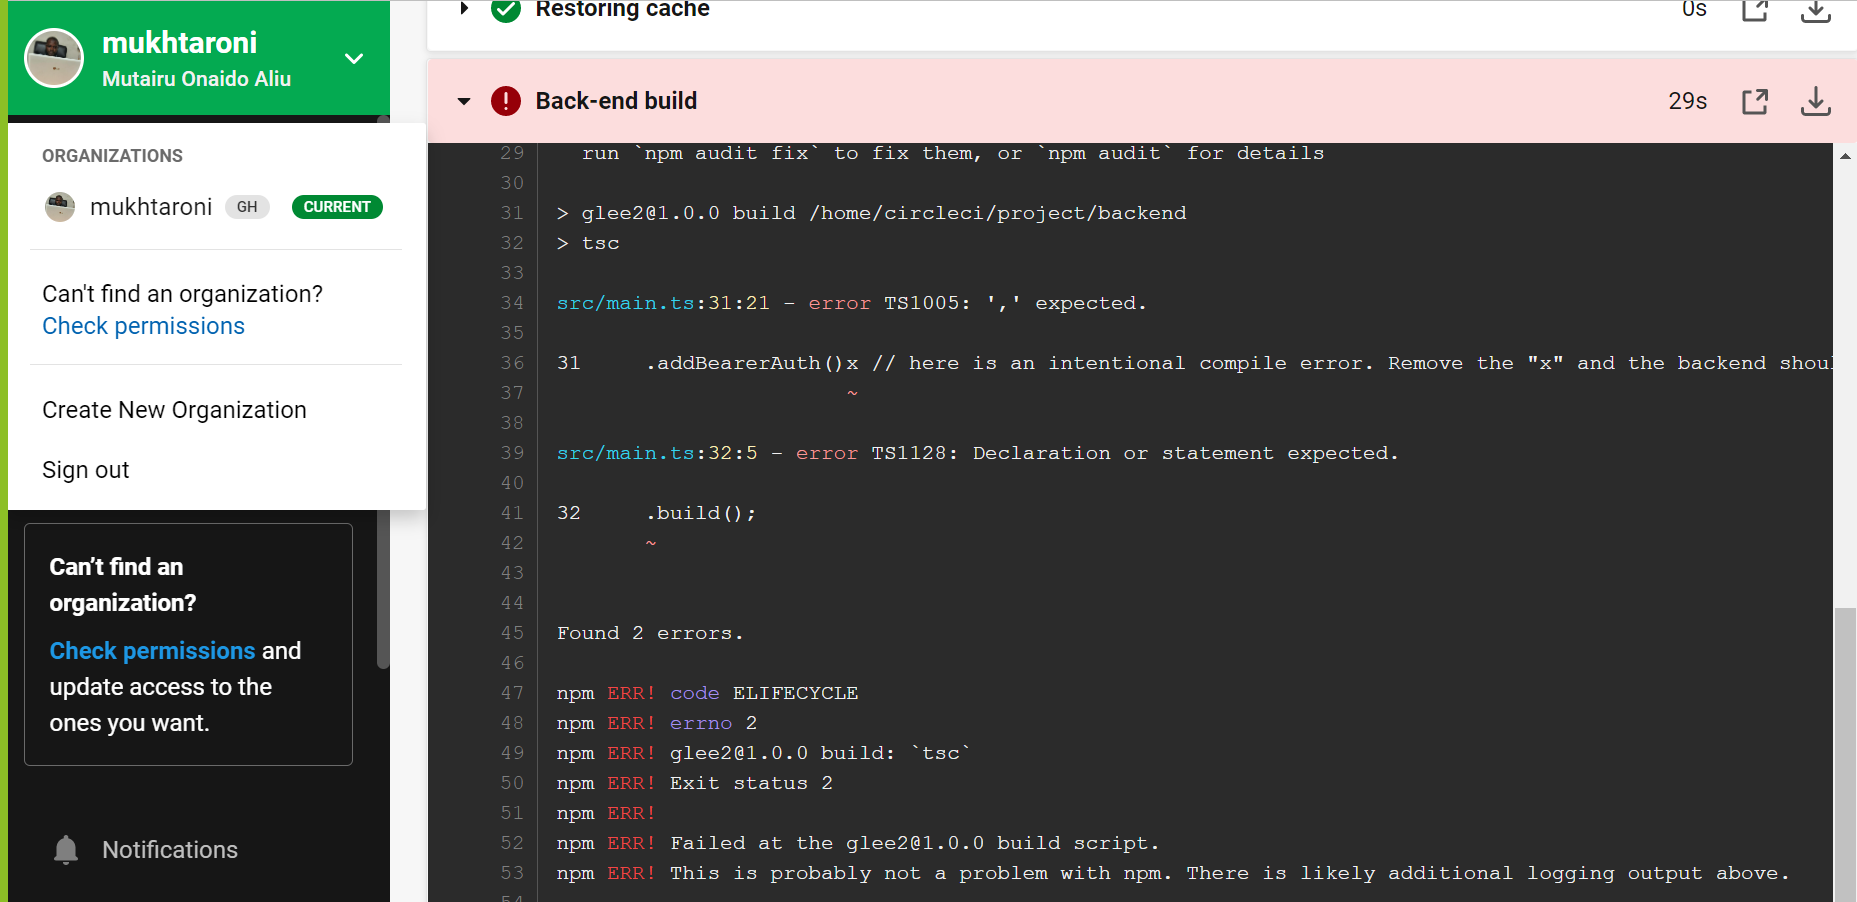 mukhtaroni
Mutairu Onaido Aliu
ORGANIZATIONS
mukhtaroni GH CURRENT
Can't find an organization?
Check permissions
Create New Organization
Sign out
Can't find an
organization?
Check permissions and
update access to the
ones you want.
Notifications
Restoring cache 0s
Back-end build 29s
29 run `npm audit fix` to fix them, or `npm audit` for details
30
31 > glee2@1.0.0 build /home/circleci/project/backend
32 > tsc
33
34 src/main.ts:31:21 - error TS1005: ',' expected.
35
36 31 .addBearerAuth()x // here is an intentional compile error. Remove the "x" and the backend shoul
37 ~
38
39 src/main.ts:32:5 - error TS1128: Declaration or statement expected.
40
41 32 .build();
42 ~
43
44
45 Found 2 errors.
46
47 npm ERR! code ELIFECYCLE
48 npm ERR! errno 2
49 npm ERR! glee2@1.0.0 build: `tsc`
50 npm ERR! Exit status 2
51 npm ERR!
52 npm ERR! Failed at the glee2@1.0.0 build script.
53 npm ERR! This is probably not a problem with npm. There is likely additional logging output above.
54